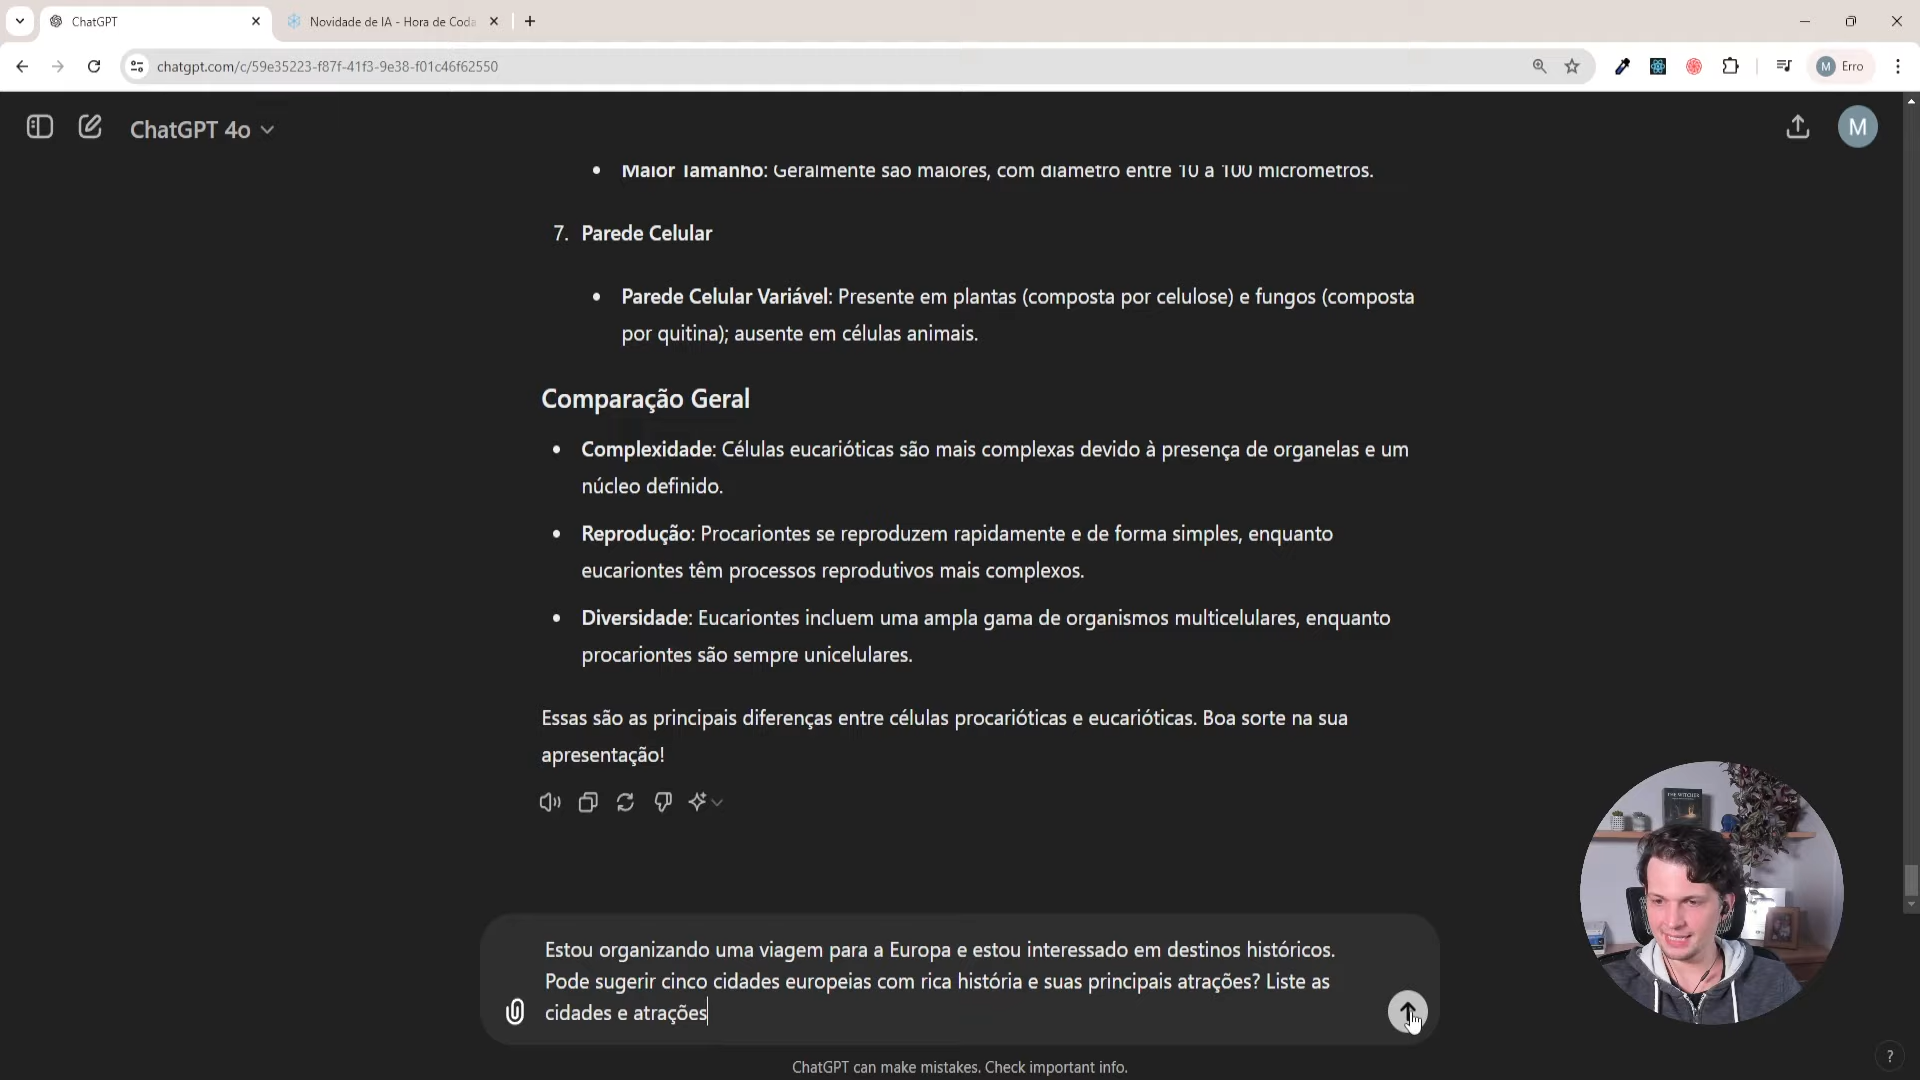 ChatGPT
Novidade de IA - Hora de Coda
chatgpt.com/c/59e35223-f87f-41f3-9e38-f01c46f62550
M
Erro
ChatGPT 4o
M
Maior Tamanho: Geralmente são maiores, com diâmetro entre 10 a 100 micrômetros.
7. Parede Celular
Parede Celular Variável: Presente em plantas (composta por celulose) e fungos (composta
por quitina); ausente em células animais.
Comparação Geral
Complexidade: Células eucarióticas são mais complexas devido à presença de organelas e um
núcleo definido.
Reprodução: Procariontes se reproduzem rapidamente e de forma simples, enquanto
eucariontes têm processos reprodutivos mais complexos.
Diversidade: Eucariontes incluem uma ampla gama de organismos multicelulares, enquanto
procariontes são sempre unicelulares.
Essas são as principais diferenças entre células procarióticas e eucarióticas. Boa sorte na sua
apresentação!
THE WITCHER
Estou organizando uma viagem para a Europa e estou interessado em destinos históricos.
Pode sugerir cinco cidades europeias com rica história e suas principais atrações? Liste as
cidades e atrações
ChatGPT can make mistakes. Check important info.
?